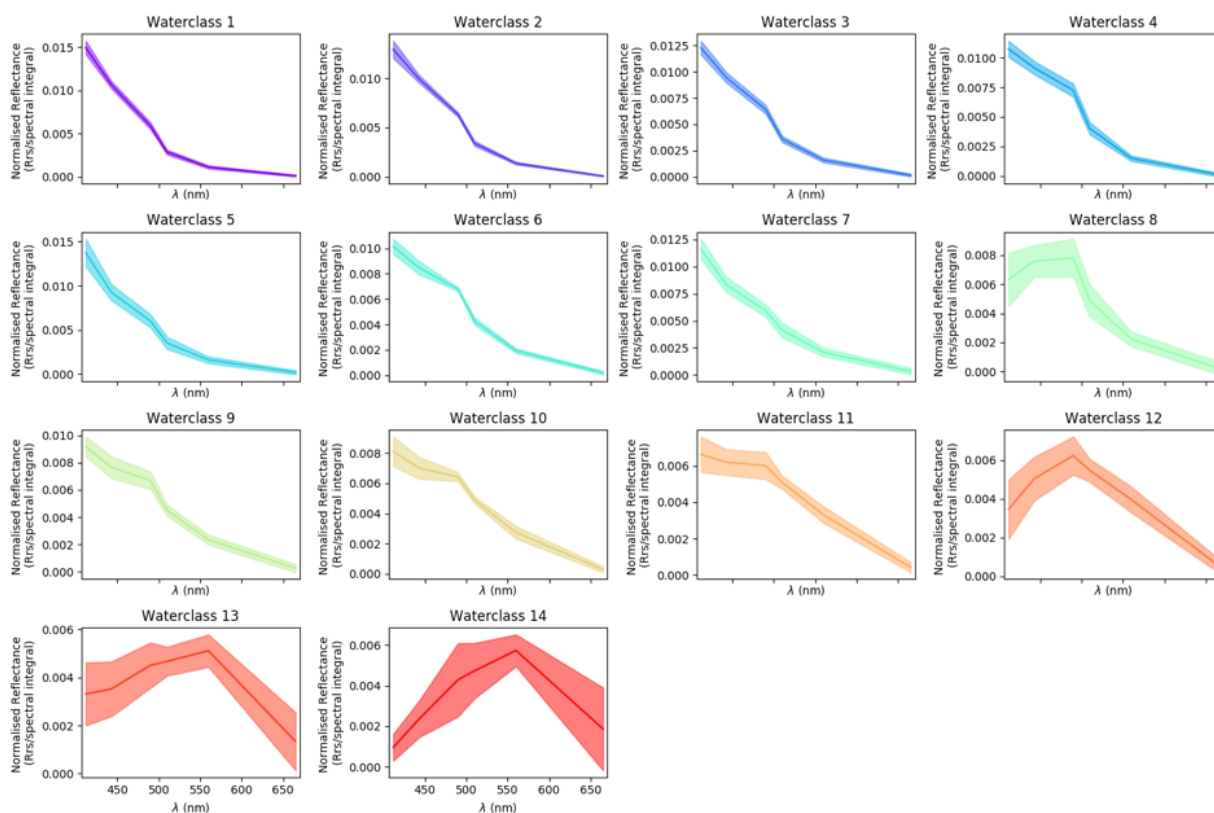 Waterclass 1
Normalised Reflectance
(Rrs/spectral integral)
0.015
0.010
0.005
0.000
λ (nm)
Waterclass 2
Normalised Reflectance
(Rrs/spectral integral)
0.010
0.005
0.000
λ (nm)
Waterclass 3
Normalised Reflectance
(Rrs/spectral integral)
0.0125
0.0100
0.0075
0.0050
0.0025
0.0000
λ (nm)
Waterclass 4
Normalised Reflectance
(Rrs/spectral integral)
0.0100
0.0075
0.0050
0.0025
0.0000
λ (nm)
Waterclass 5
Normalised Reflectance
(Rrs/spectral integral)
0.015
0.010
0.005
0.000
λ (nm)
Waterclass 6
Normalised Reflectance
(Rrs/spectral integral)
0.010
0.008
0.006
0.004
0.002
0.000
λ (nm)
Waterclass 7
Normalised Reflectance
(Rrs/spectral integral)
0.0125
0.0100
0.0075
0.0050
0.0025
0.0000
λ (nm)
Waterclass 8
Normalised Reflectance
(Rrs/spectral integral)
0.008
0.006
0.004
0.002
0.000
λ (nm)
Waterclass 9
Normalised Reflectance
(Rrs/spectral integral)
0.010
0.008
0.006
0.004
0.002
0.000
λ (nm)
Waterclass 10
Normalised Reflectance
(Rrs/spectral integral)
0.008
0.006
0.004
0.002
0.000
λ (nm)
Waterclass 11
Normalised Reflectance
(Rrs/spectral integral)
0.006
0.004
0.002
0.000
λ (nm)
Waterclass 12
Normalised Reflectance
(Rrs/spectral integral)
0.006
0.004
0.002
0.000
λ (nm)
Waterclass 13
Normalised Reflectance
(Rrs/spectral integral)
0.006
0.004
0.002
0.000
450 500 550 600 650
λ (nm)
Waterclass 14
Normalised Reflectance
(Rrs/spectral integral)
0.006
0.004
0.002
0.000
450 500 550 600 650
λ (nm)